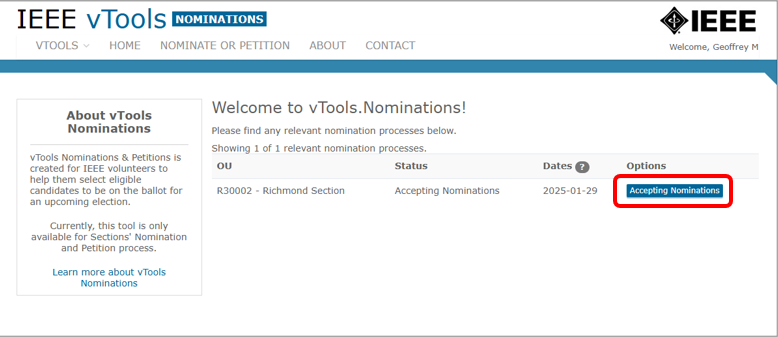 IEEE vTools NOMINATIONS
IEEE
VTOOLS HOME NOMINATE OR PETITION ABOUT CONTACT
Welcome, Geoffrey M
About vTools
Nominations
vTools Nominations & Petitions is
created for IEEE volunteers to
help them select eligible
candidates to be on the ballot for
an upcoming election.
Currently, this tool is only
available for Sections' Nomination
and Petition process.
Learn more about vTools
Nominations
Welcome to vTools.Nominations!
Please find any relevant nomination processes below.
Showing 1 of 1 relevant nomination processes.
OU Status Dates ? Options
R30002 - Richmond Section Accepting Nominations 2025-01-29 Accepting Nominations